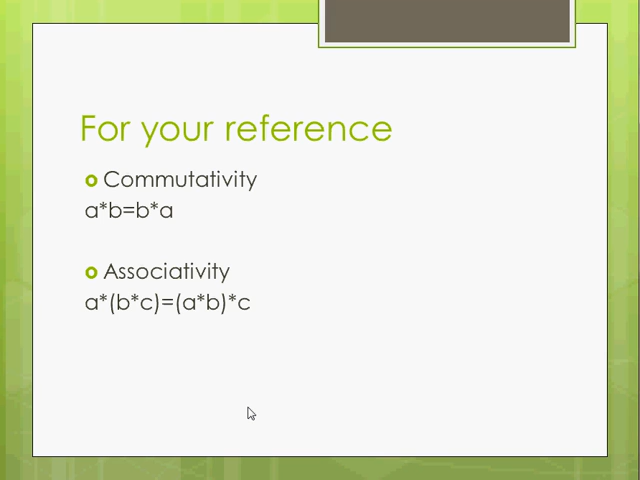 For your reference
Commutativity
a*b=b*a
Associativity
a*(b*c)=(a*b)*c